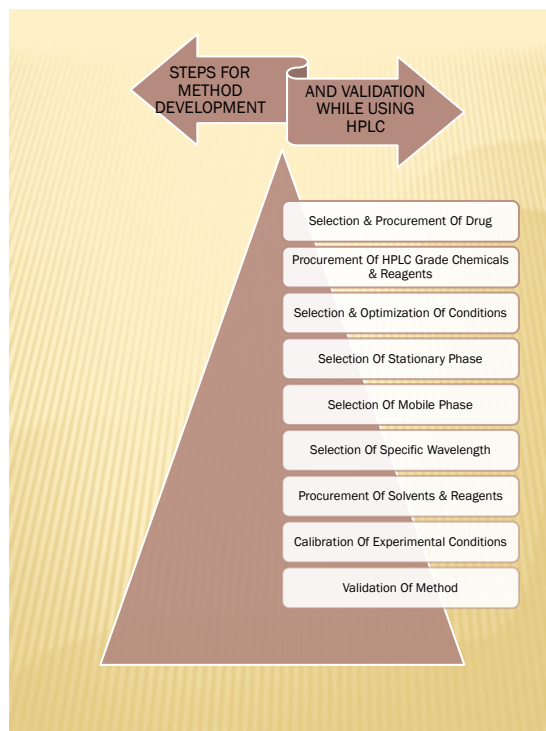 STEPS FOR
METHOD
DEVELOPMENT
AND VALIDATION
WHILE USING
HPLC
Selection & Procurement Of Drug
Procurement Of HPLC Grade Chemicals
& Reagents
Selection & Optimization Of Conditions
Selection Of Stationary Phase
Selection Of Mobile Phase
Selection Of Specific Wavelength
Procurement Of Solvents & Reagents
Calibration Of Experimental Conditions
Validation Of Method